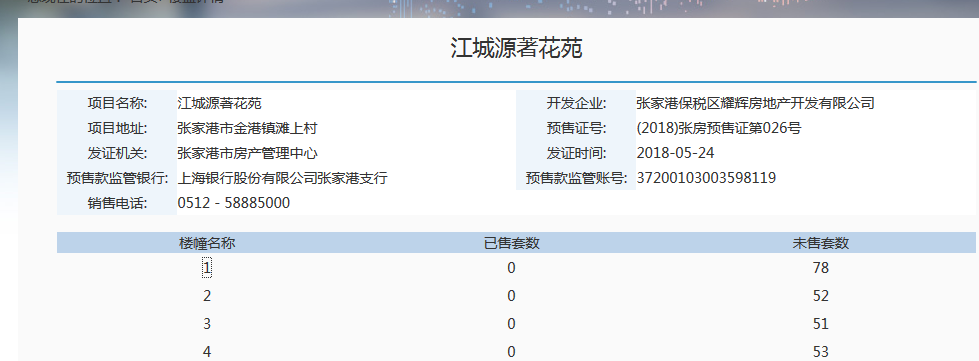 江城源著花苑
项目名称: 江城源著花苑 开发企业: 张家港保税区耀辉房地产开发有限公司
项目地址: 张家港市金港镇滩上村 预售证号: (2018)张房预售证第026号
发证机关: 张家港市房产管理中心 发证时间: 2018-05-24
预售款监管银行: 上海银行股份有限公司张家港支行 预售款监管账号: 37200103003598119
销售电话: 0512 - 58885000
楼幢名称 已售套数 未售套数
1 0 78
2 0 52
3 0 51
4 0 53